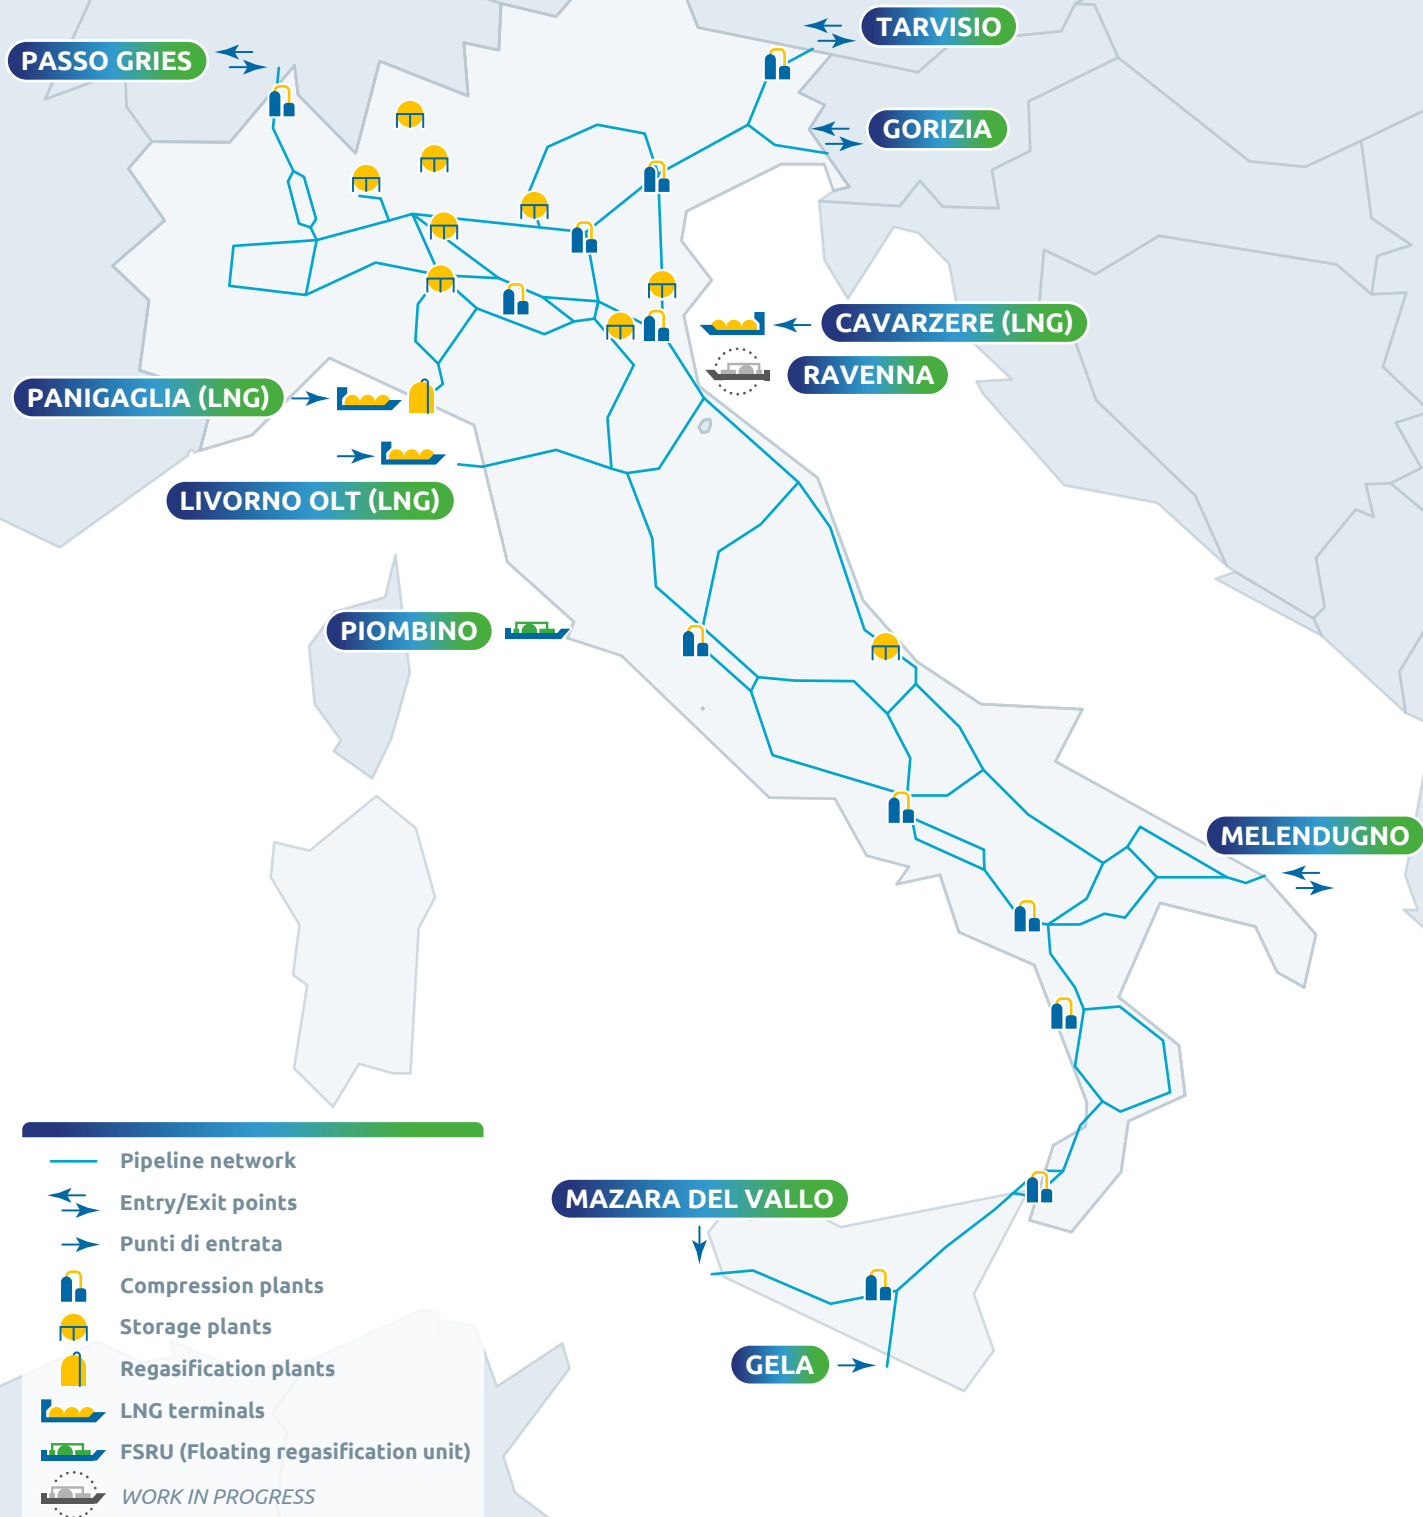 TARVISIO
PASSO GRIES
GORIZIA
CAVARZERE (LNG)
RAVENNA
PANIGAGLIA (LNG)
LIVORNO OLT (LNG)
PIOMBINO
MELENDUGNO
MAZARA DEL VALLO
GELA
Pipeline network
Entry/Exit points
Punti di entrata
Compression plants
Storage plants
Regasification plants
LNG terminals
FSRU (Floating regasification unit)
WORK IN PROGRESS